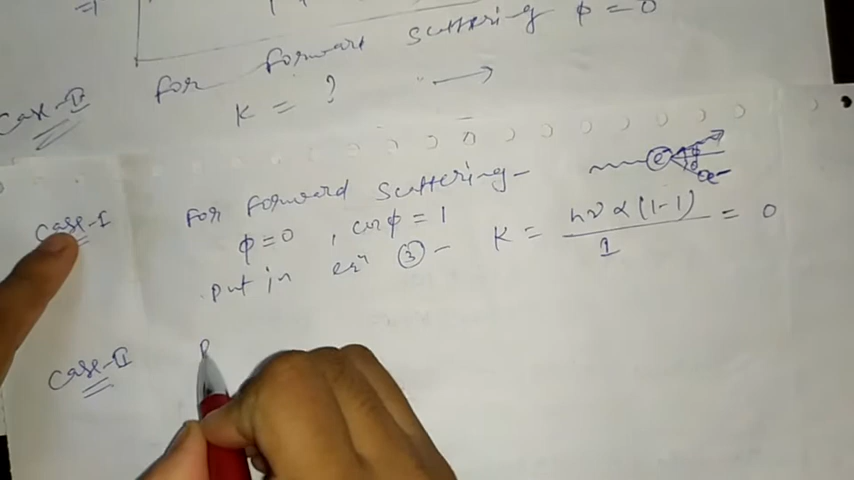 for forward scattering ϕ = 0
Case-II
K = ? →
Case-I for forward scattering-
e-
ϕ=0 , cosϕ = 1
put in eqⁿ ③ - K = hν α (1-1) / 1 = 0
Case-II